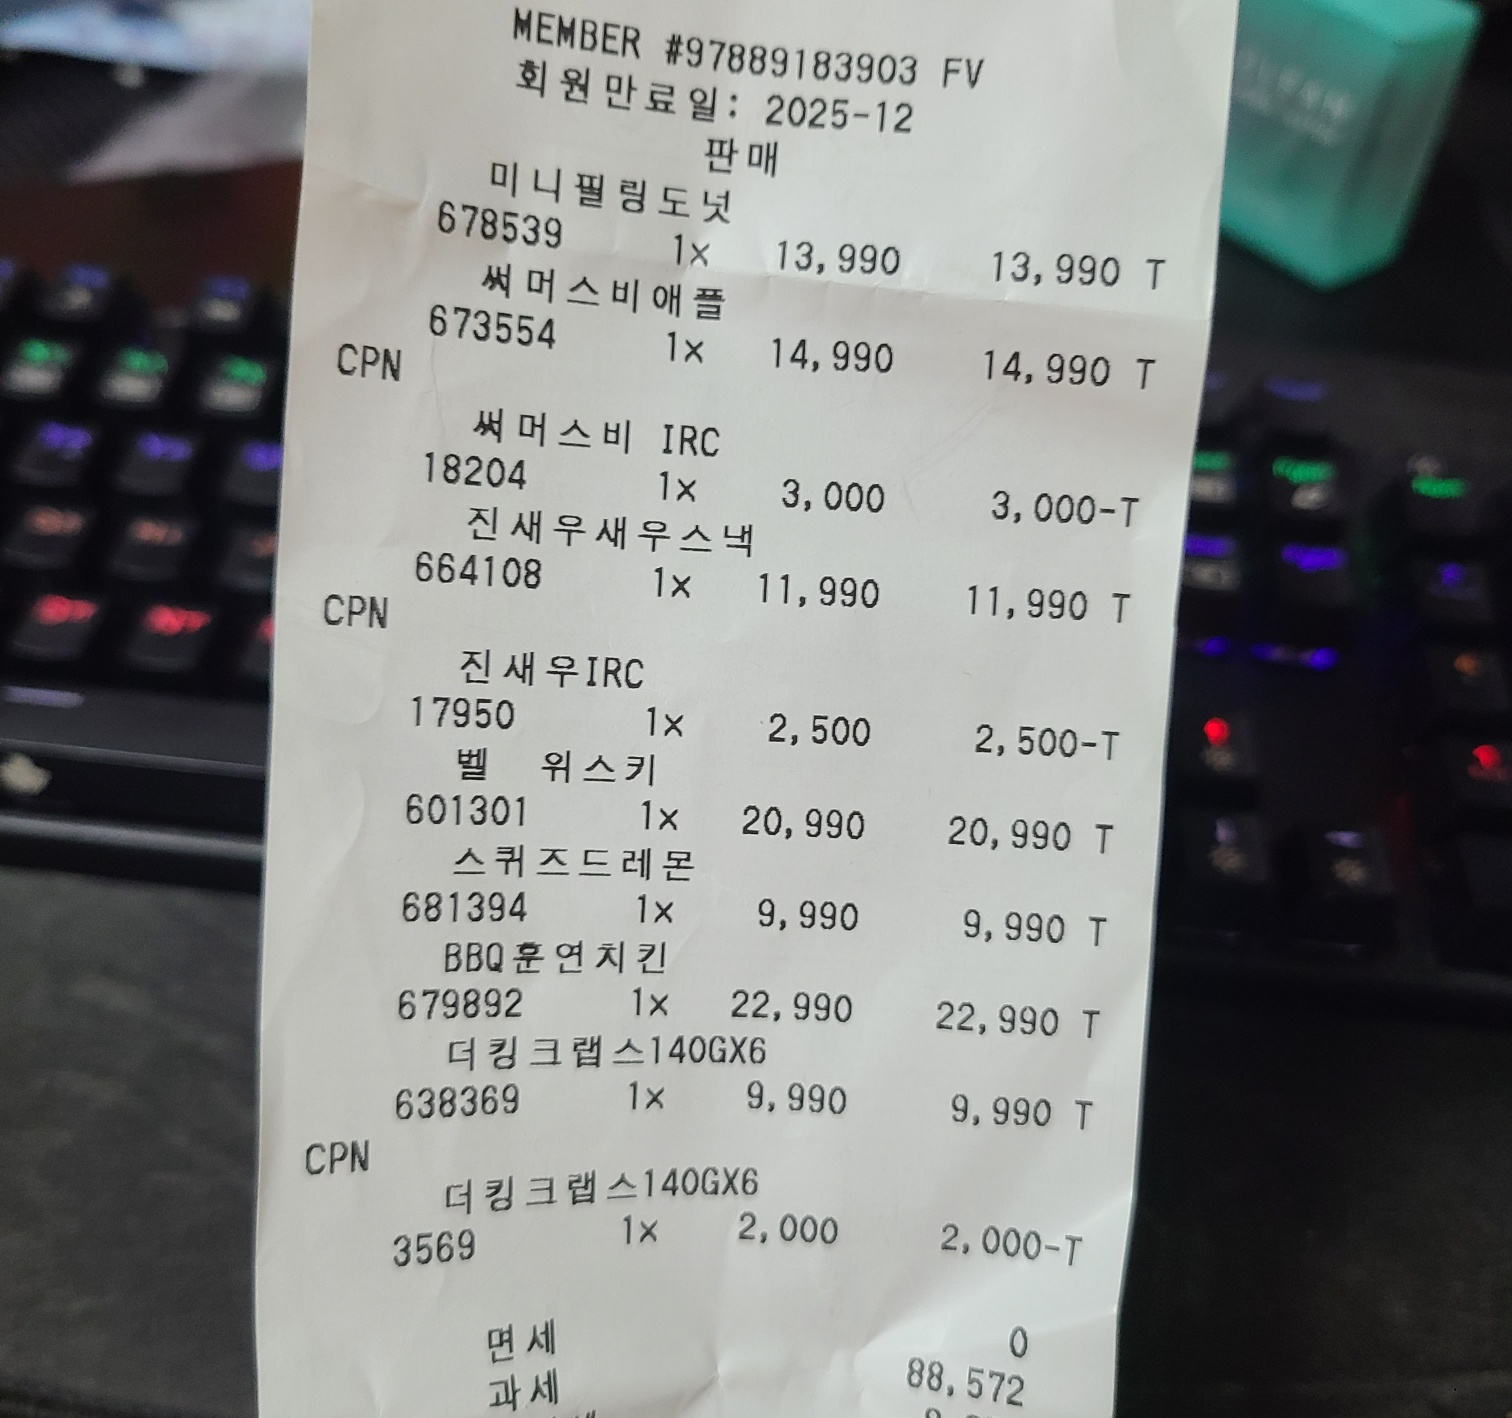 MEMBER #97889183903 FV
회원만료일: 2025-12
판매
미니필링도넛
678539 1x 13,990 13,990 T
써머스비애플
673554 1x 14,990 14,990 T
CPN
써머스비 IRC
18204 1x 3,000 3,000-T
진새우새우스낵
664108 1x 11,990 11,990 T
CPN
진새우IRC
17950 1x 2,500 2,500-T
벨 위스키
601301 1x 20,990 20,990 T
스퀴즈드레몬
681394 1x 9,990 9,990 T
BBQ훈연치킨
679892 1x 22,990 22,990 T
더킹크랩스140GX6
638369 1x 9,990 9,990 T
CPN
더킹크랩스140GX6
3569 1x 2,000 2,000-T
면세 0
과세 88,572